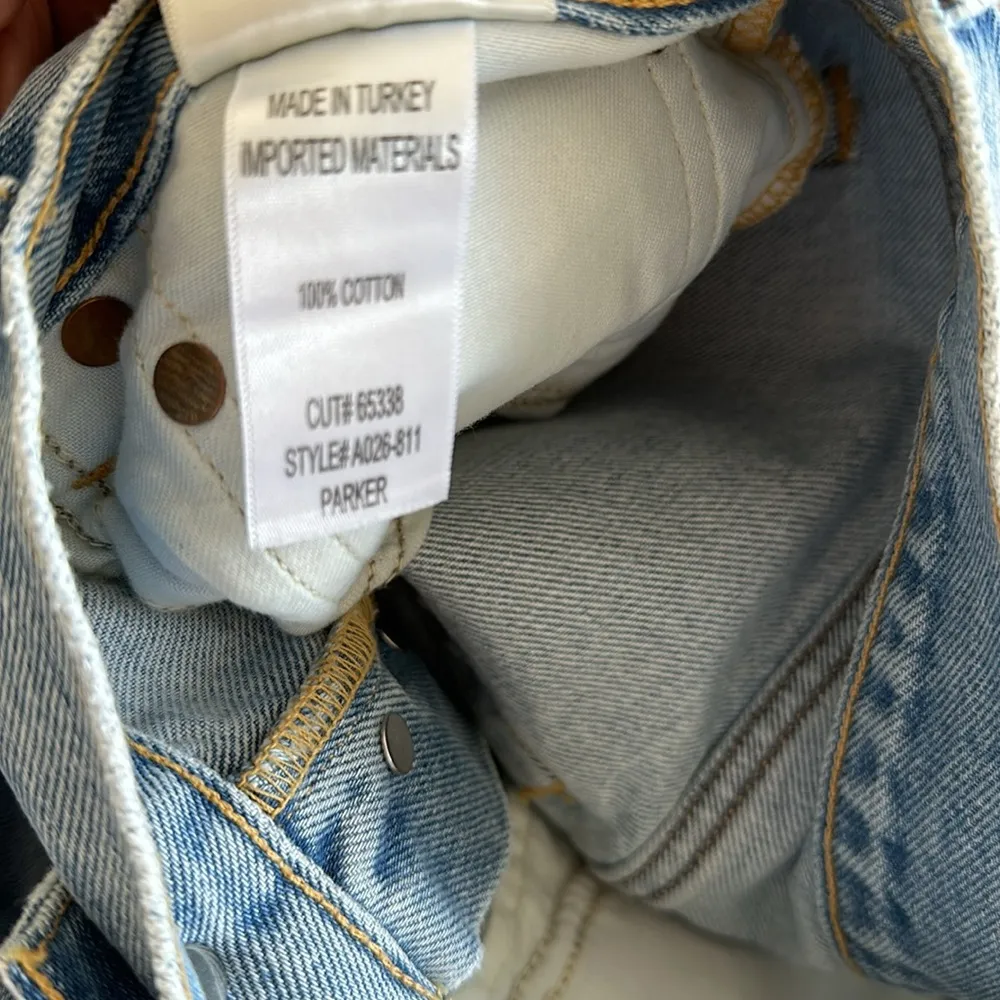 MADE IN TURKEY
IMPORTED MATERIALS
100% COTTON
CUT# 65338
STYLE# A026-811
PARKER